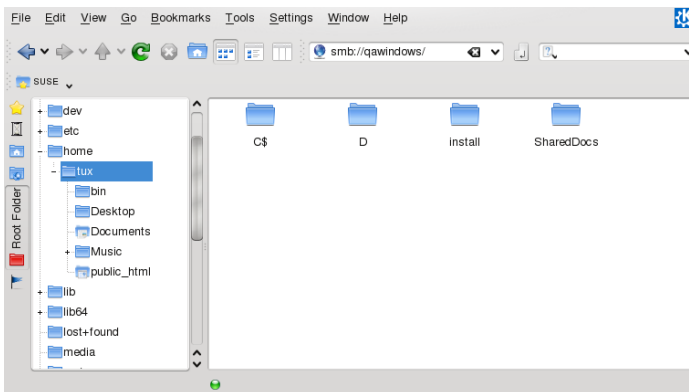 File Edit View Go Bookmarks Tools Settings Window Help
smb://qawindows/
SUSE
Root Folder
dev
etc
home
tux
bin
Desktop
Documents
Music
public_html
lib
lib64
lost+found
media
C$ D install SharedDocs